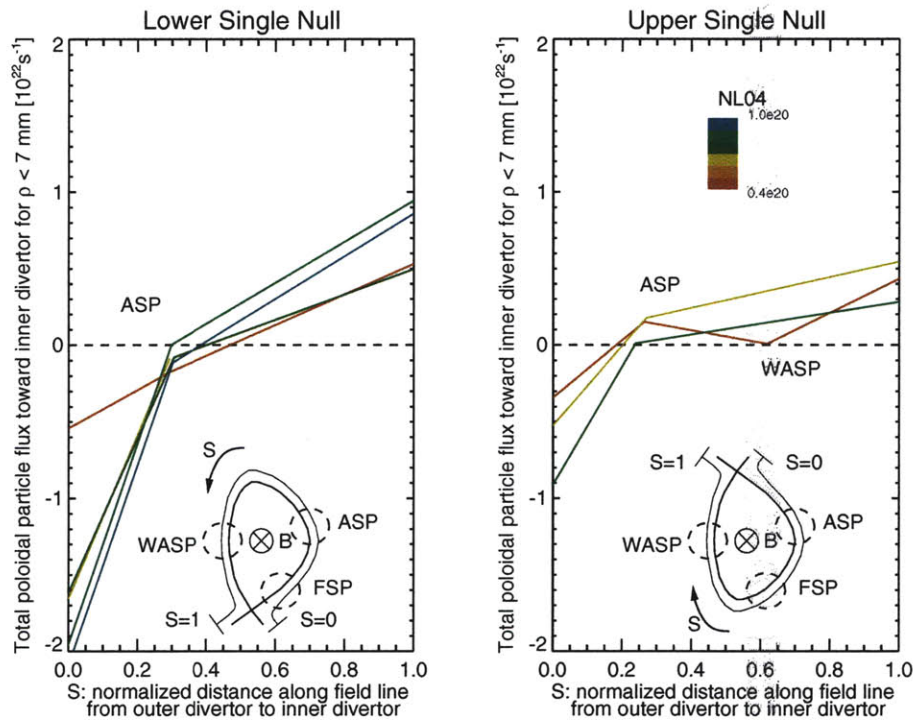 Lower Single Null
Total poloidal particle flux toward inner divertor for ρ < 7 mm [10²²s⁻¹]
2
1
0
-1
-2
ASP
S
WASP
B
ASP
FSP
S=1
S=0
0.0 0.2 0.4 0.6 0.8 1.0
S: normalized distance along field line
from outer divertor to inner divertor
Upper Single Null
Total poloidal particle flux toward inner divertor for ρ < 7 mm [10²²s⁻¹]
2
1
0
-1
-2
NL04
1.0e20
0.4e20
ASP
WASP
S=1
S=0
ASP
WASP
B
FSP
S
0.0 0.2 0.4 0.6 0.8 1.0
S: normalized distance along field line
from outer divertor to inner divertor